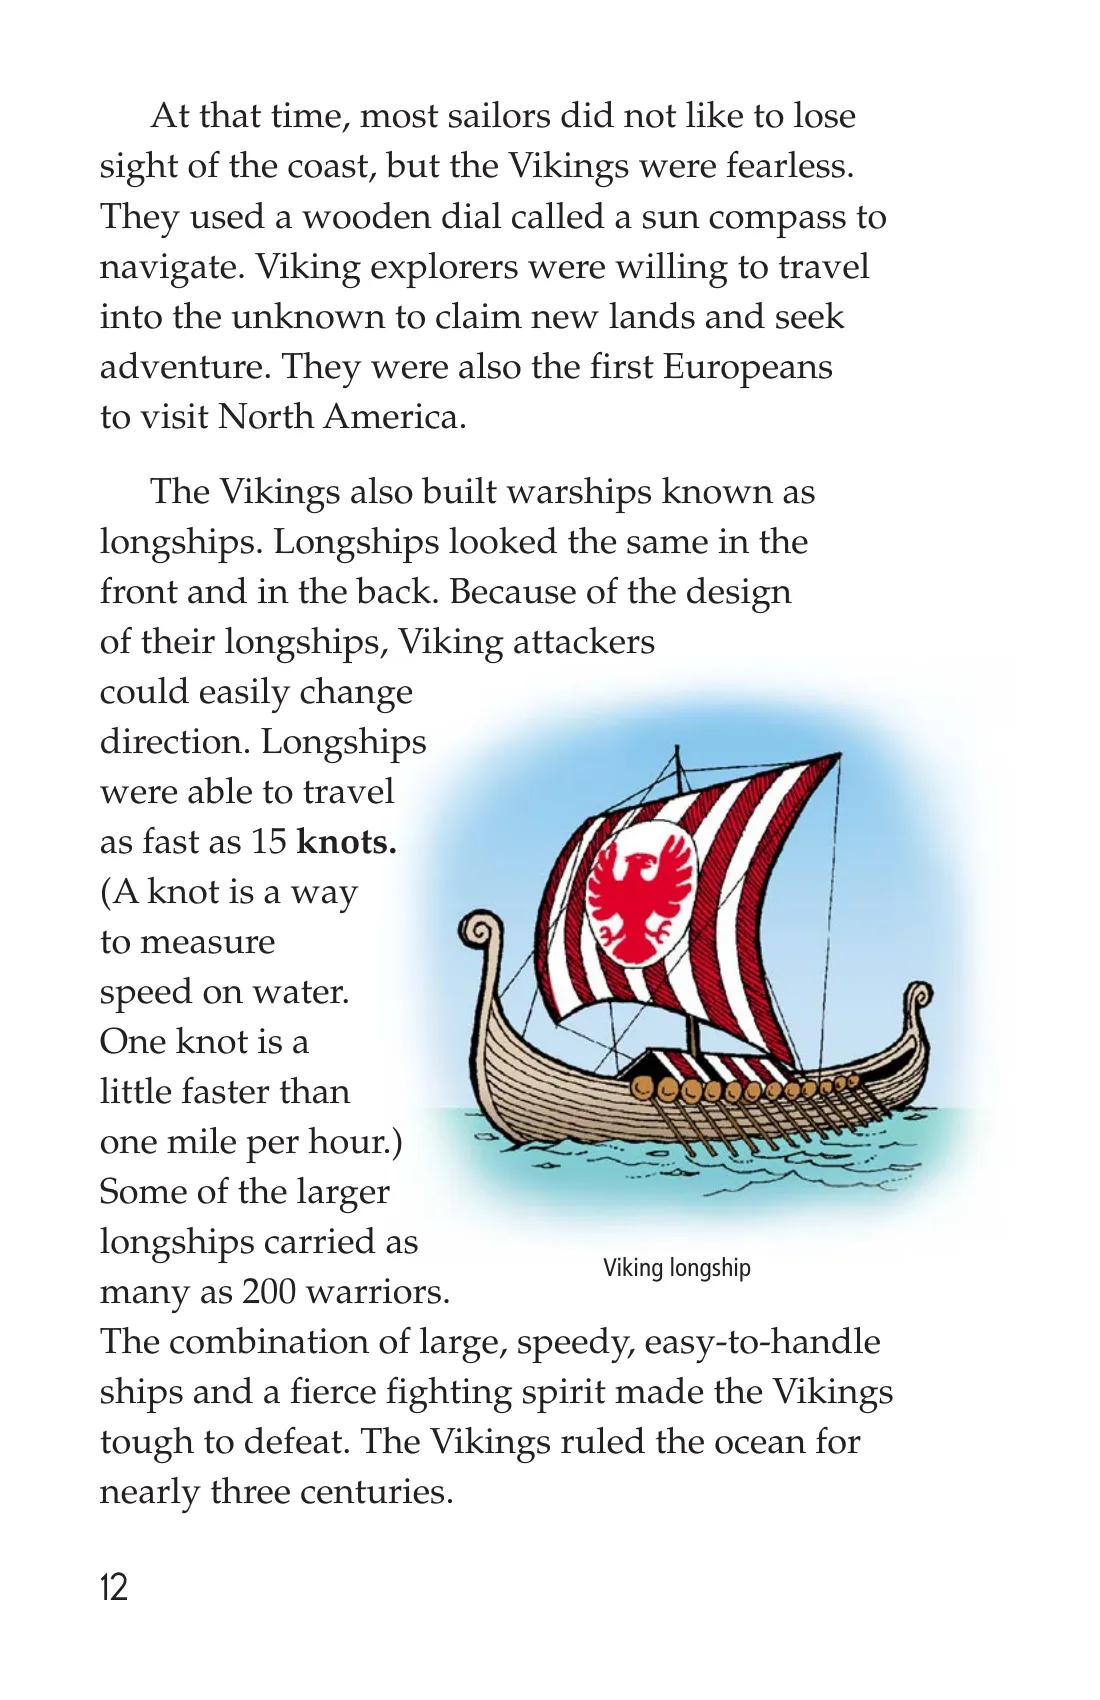 At that time, most sailors did not like to lose
sight of the coast, but the Vikings were fearless.
They used a wooden dial called a sun compass to
navigate. Viking explorers were willing to travel
into the unknown to claim new lands and seek
adventure. They were also the first Europeans
to visit North America.
The Vikings also built warships known as
longships. Longships looked the same in the
front and in the back. Because of the design
of their longships, Viking attackers
could easily change
direction. Longships
were able to travel
as fast as 15 knots.
(A knot is a way
to measure
speed on water.
One knot is a
little faster than
one mile per hour.)
Some of the larger
longships carried as
many as 200 warriors.
The combination of large, speedy, easy-to-handle
ships and a fierce fighting spirit made the Vikings
tough to defeat. The Vikings ruled the ocean for
nearly three centuries.
Viking longship
12